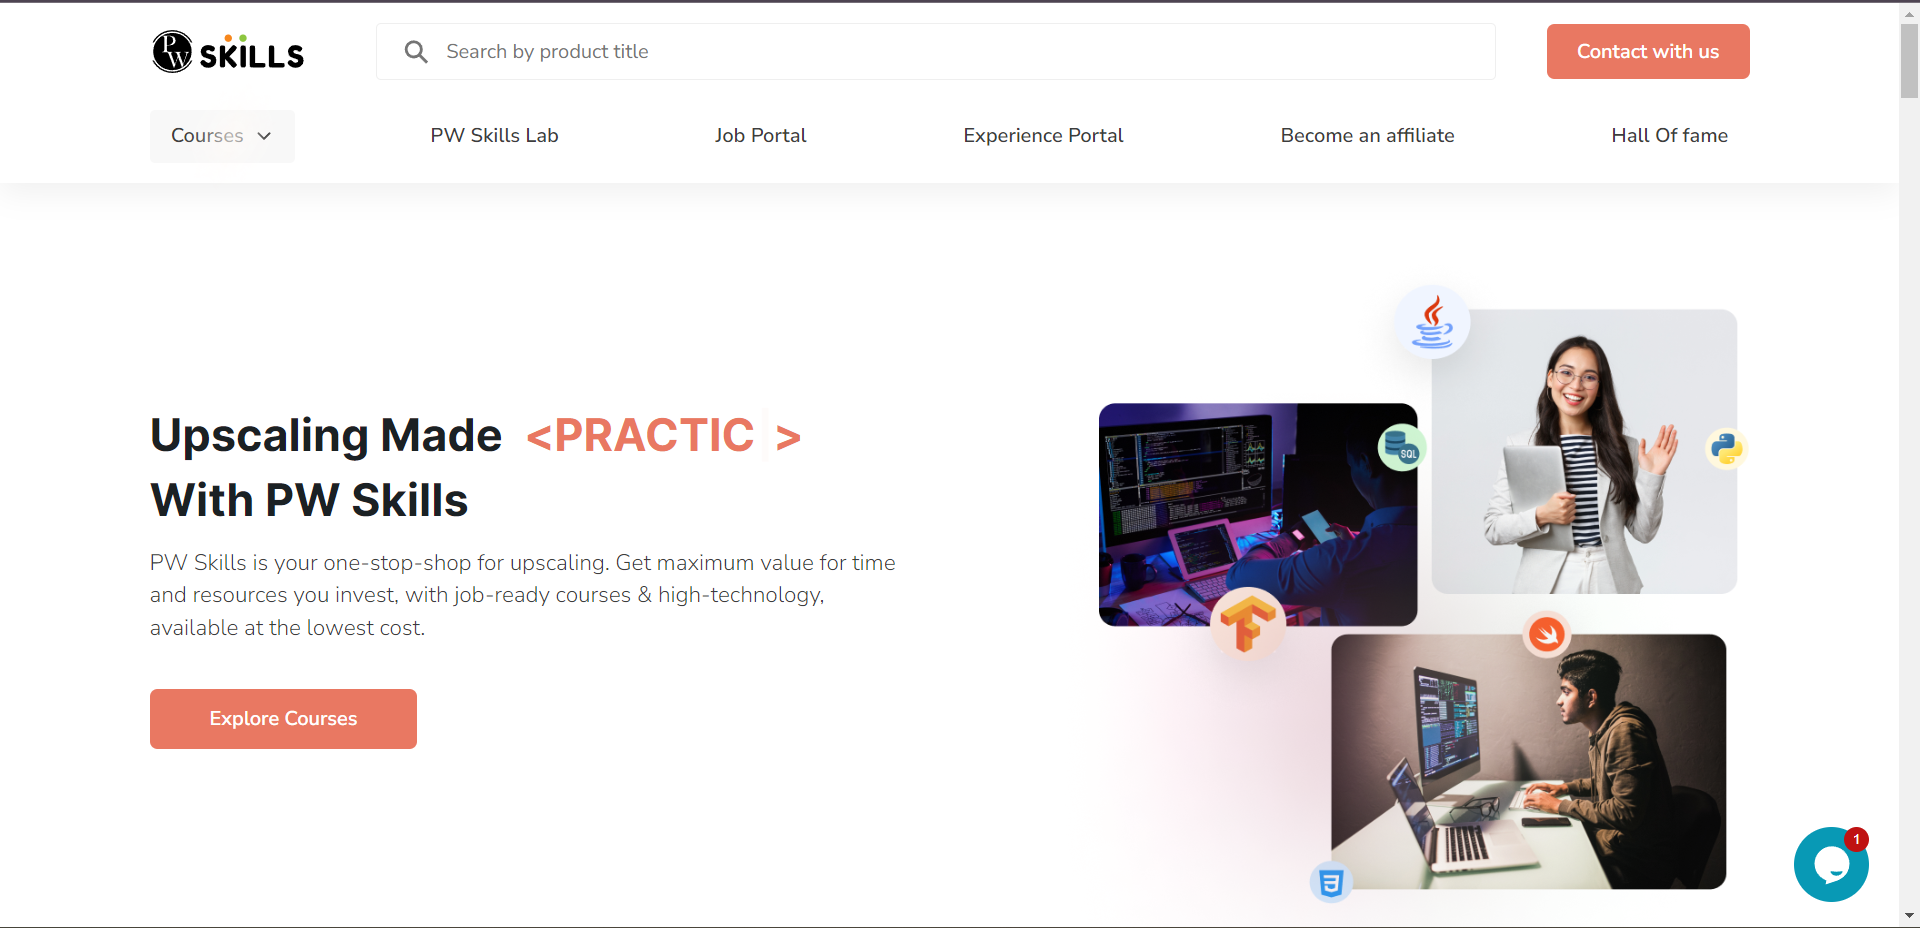 PW SKILLS
Search by product title
Contact with us
Courses
PW Skills Lab
Job Portal
Experience Portal
Become an affiliate
Hall Of fame
Upscaling Made <PRACTIC >
With PW Skills
PW Skills is your one-stop-shop for upscaling. Get maximum value for time
and resources you invest, with job-ready courses & high-technology,
available at the lowest cost.
Explore Courses
SQL
1